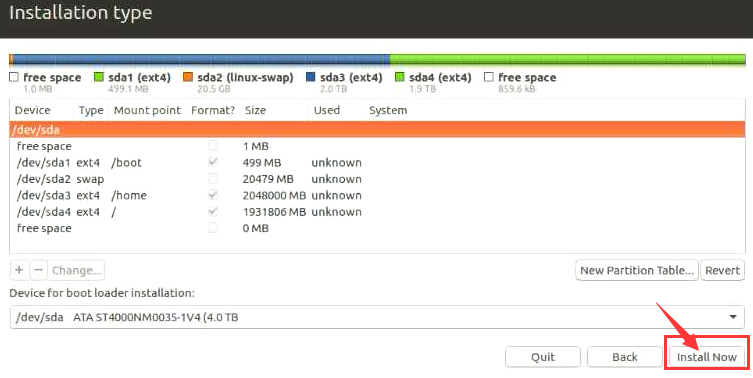 Installation type
free space sda1 (ext4) sda2 (linux-swap) sda3 (ext4) sda4 (ext4) free space
1.0 MB 499.1 MB 20.5 GB 2.0 TB 1.9 TB 859.6 kB
Device Type Mount point Format? Size Used System
/dev/sda
free space 1 MB
/dev/sda1 ext4 /boot 499 MB unknown
/dev/sda2 swap 20479 MB unknown
/dev/sda3 ext4 /home 2048000 MB unknown
/dev/sda4 ext4 / 1931806 MB unknown
free space 0 MB
+ − Change... New Partition Table... Revert
Device for boot loader installation:
/dev/sda ATA ST4000NM0035-1V4 (4.0 TB
Quit Back Install Now